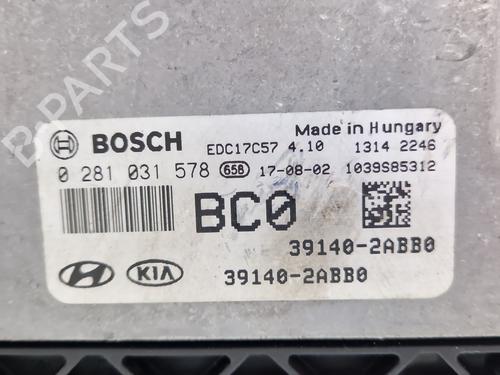 B-PARTS
BOSCH EDC17C57 4.10 Made in Hungary 1314 2246
0 281 031 578 658 17-08-02 1039S85312
BC0
39140-2ABB0
KIA 39140-2ABB0